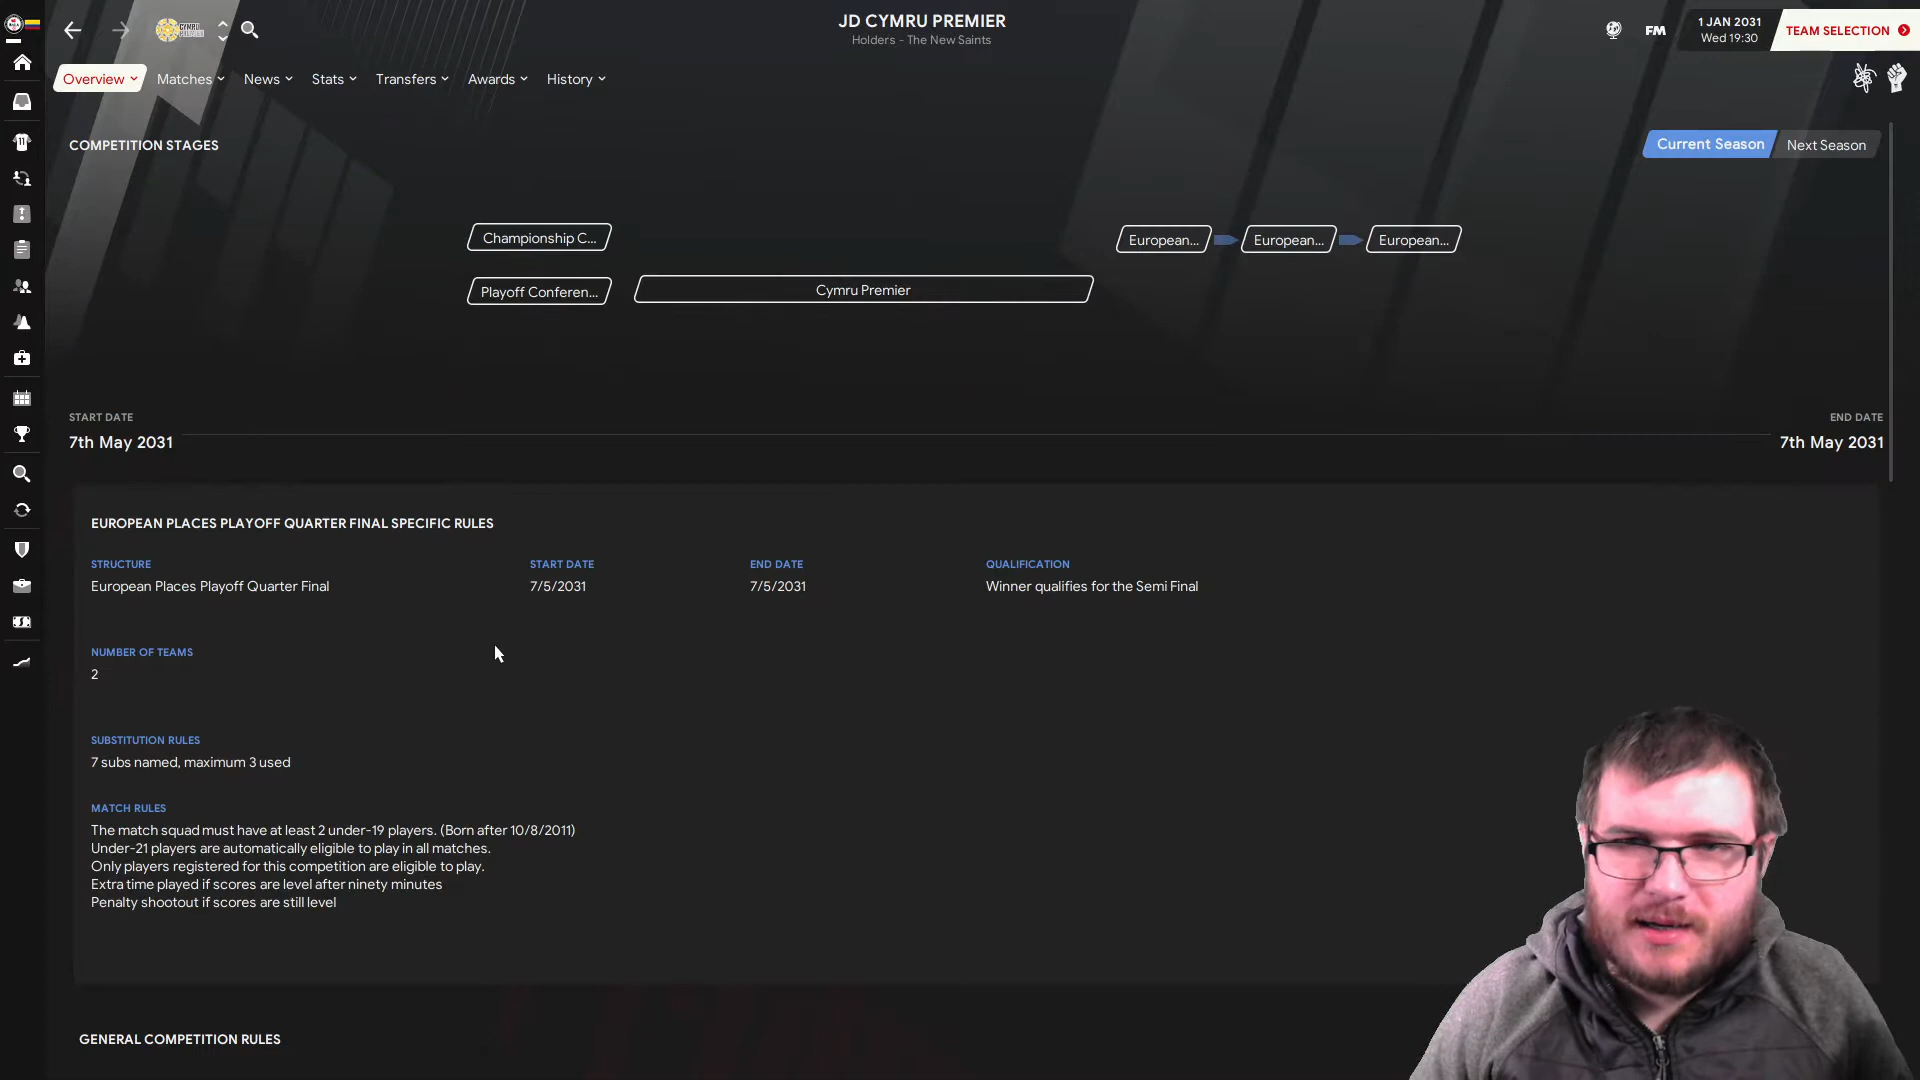 JD CYMRU PREMIER
Holders - The New Saints
FM
1 JAN 2031
Wed 19:30
TEAM SELECTION
CYMRU
PREMIER
Overview
Matches
News
Stats
Transfers
Awards
History
COMPETITION STAGES
Current Season
Next Season
Championship C...
European...
European...
European...
Playoff Conferen...
Cymru Premier
START DATE
7th May 2031
END DATE
7th May 2031
EUROPEAN PLACES PLAYOFF QUARTER FINAL SPECIFIC RULES
STRUCTURE
European Places Playoff Quarter Final
START DATE
7/5/2031
END DATE
7/5/2031
QUALIFICATION
Winner qualifies for the Semi Final
NUMBER OF TEAMS
2
SUBSTITUTION RULES
7 subs named, maximum 3 used
MATCH RULES
The match squad must have at least 2 under-19 players. (Born after 10/8/2011)
Under-21 players are automatically eligible to play in all matches.
Only players registered for this competition are eligible to play.
Extra time played if scores are level after ninety minutes
Penalty shootout if scores are still level
GENERAL COMPETITION RULES